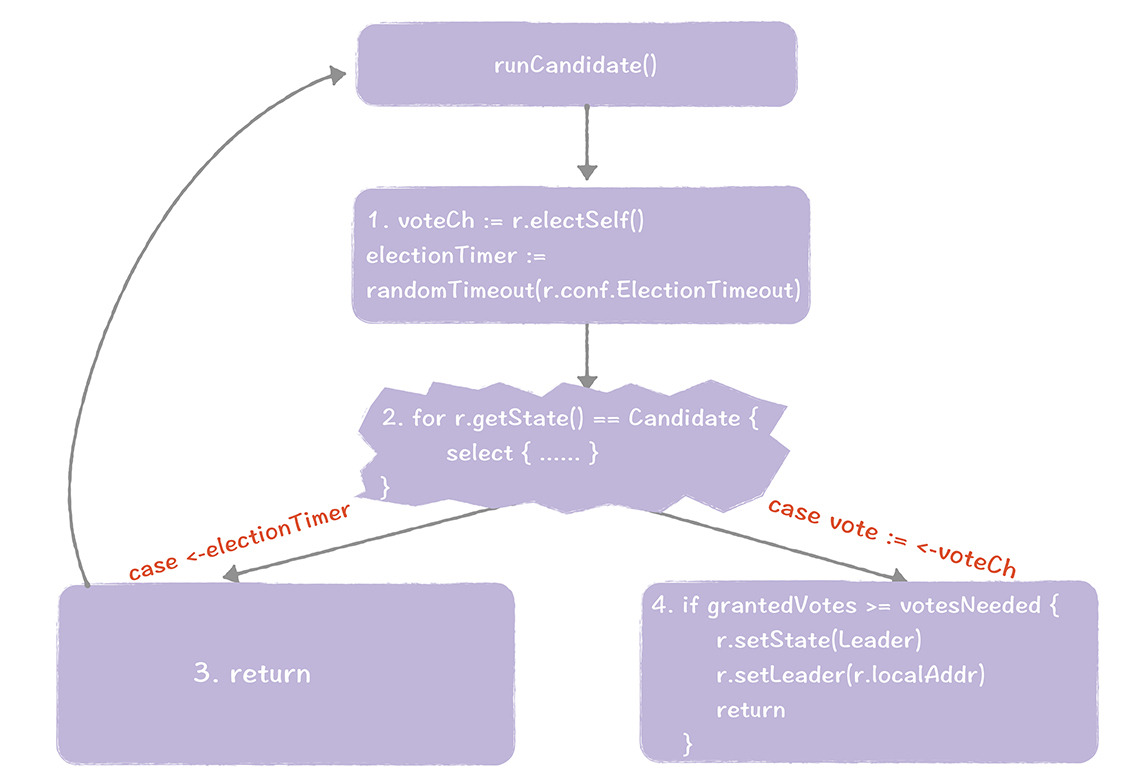 runCandidate()
1. voteCh := r.electSelf()
electionTimer :=
randomTimeout(r.conf.ElectionTimeout)
2. for r.getState() == Candidate {
select { ...... }
}
case <-electionTimer
case vote := <-voteCh
3. return
4. if grantedVotes >= votesNeeded {
r.setState(Leader)
r.setLeader(r.localAddr)
return
}